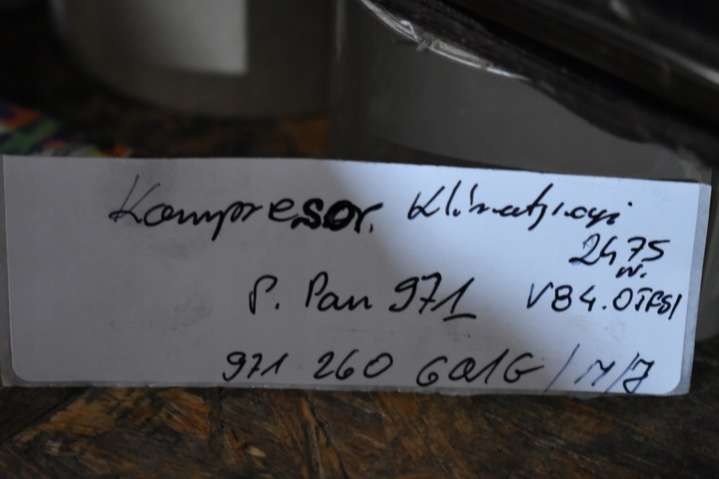 Kompresor. Klimatyzacji
2475
w.
P. Pan 971 V8 4.0TFSI
971 260 601G / M/J